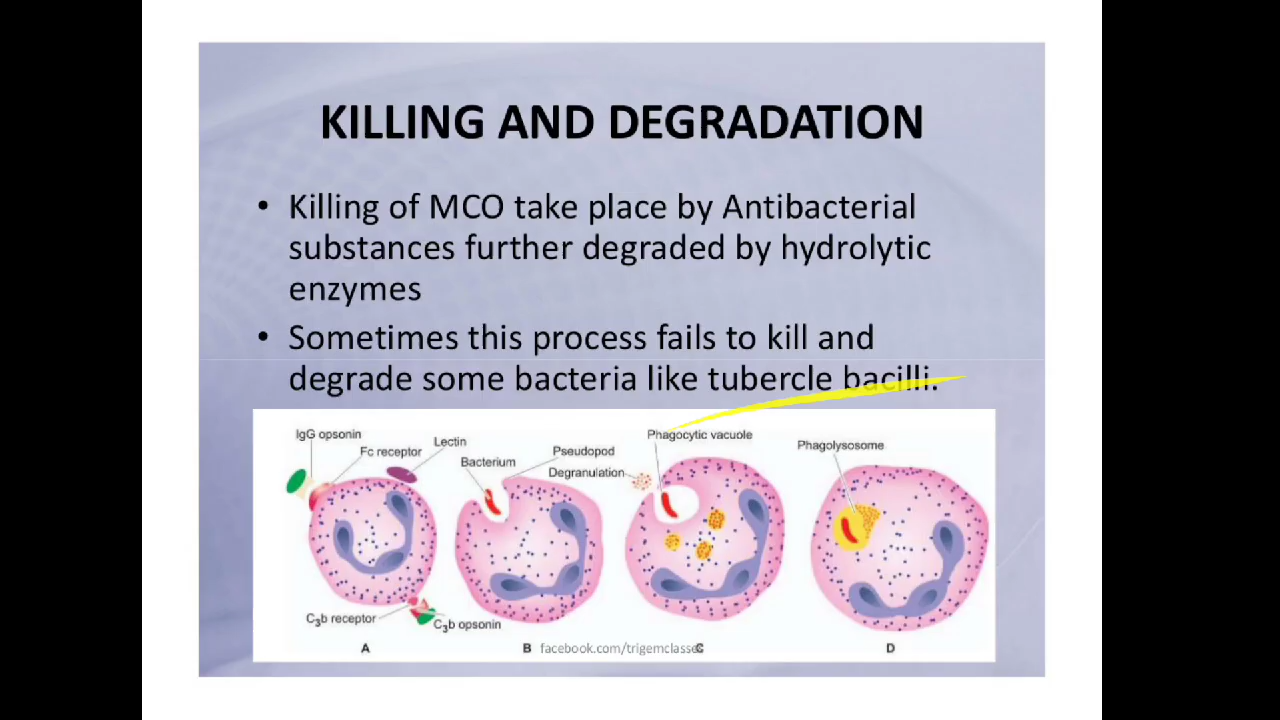 KILLING AND DEGRADATION
• Killing of MCO take place by Antibacterial
substances further degraded by hydrolytic
enzymes
• Sometimes this process fails to kill and
degrade some bacteria like tubercle bacilli.
IgG opsonin
Fc receptor
Lectin
Bacterium
Pseudopod
Degranulation
Phagocytic vacuole
Phagolysosome
C3b receptor
C3b opsonin
A
B
facebook.com/trigemclasses
C
D